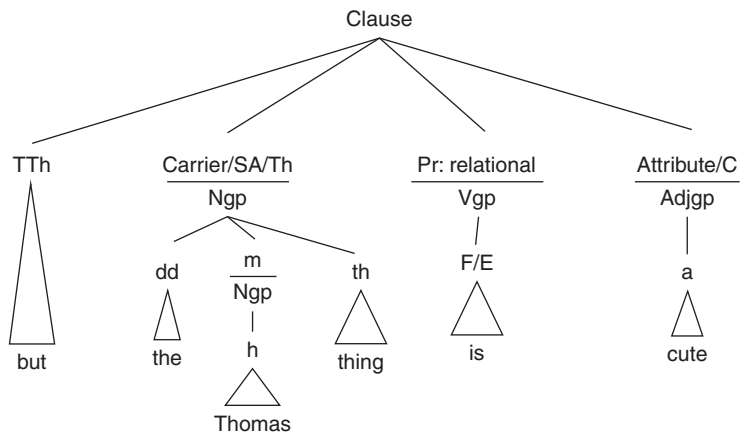 Clause
TTh Carrier/SA/Th Pr: relational Attribute/C
Ngp Vgp Adjgp
dd m th F/E a
Ngp
the h thing is cute
but
Thomas